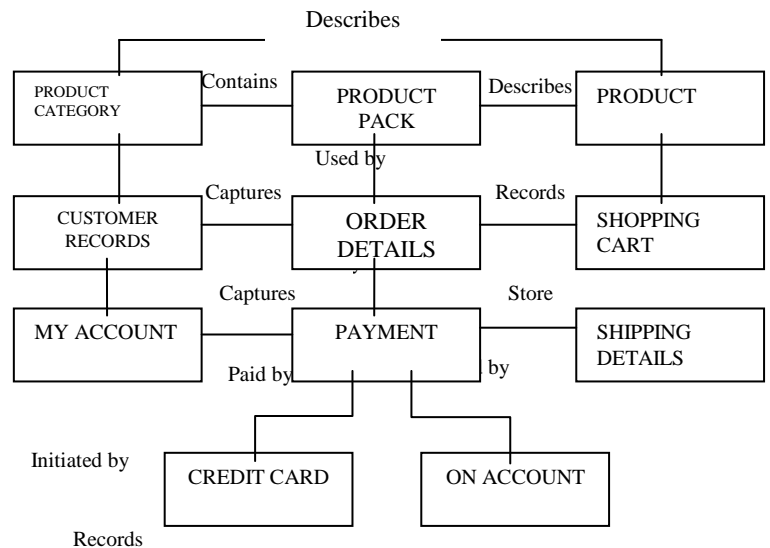 Describes
PRODUCT
CATEGORY
Contains
PRODUCT
PACK
Describes
PRODUCT
Used by
CUSTOMER
RECORDS
Captures
ORDER
DETAILS
Records
SHOPPING
CART
MY ACCOUNT
Captures
PAYMENT
Store
SHIPPING
DETAILS
Paid by
by
Initiated by
CREDIT CARD
ON ACCOUNT
Records